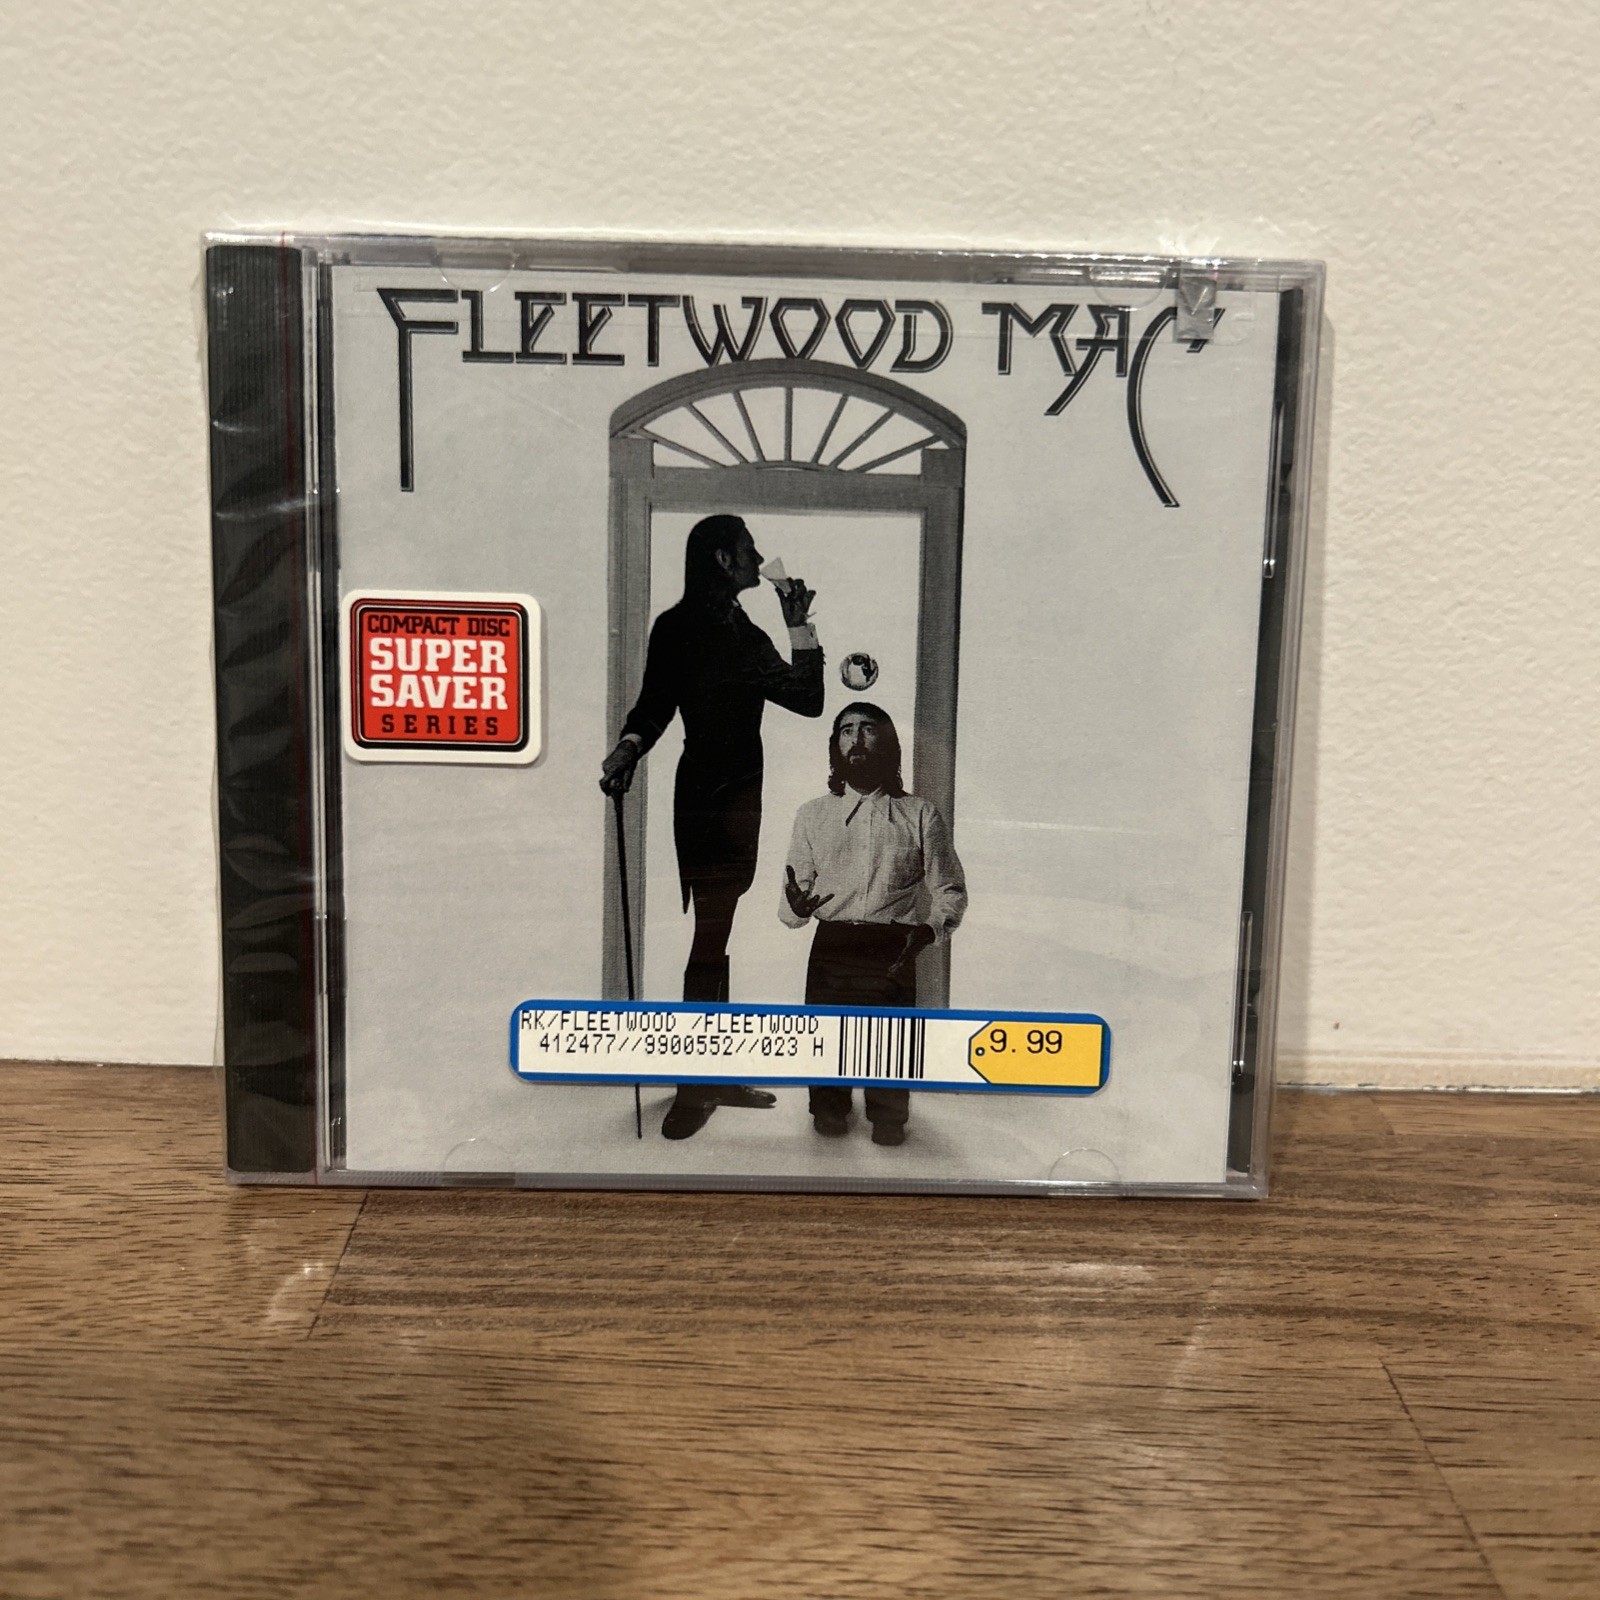 FLEETWOOD MAC
COMPACT DISC
SUPER
SAVER
SERIES
RK/FLEETWOOD /FLEETWOOD
412477//9900552//023 H
9.99